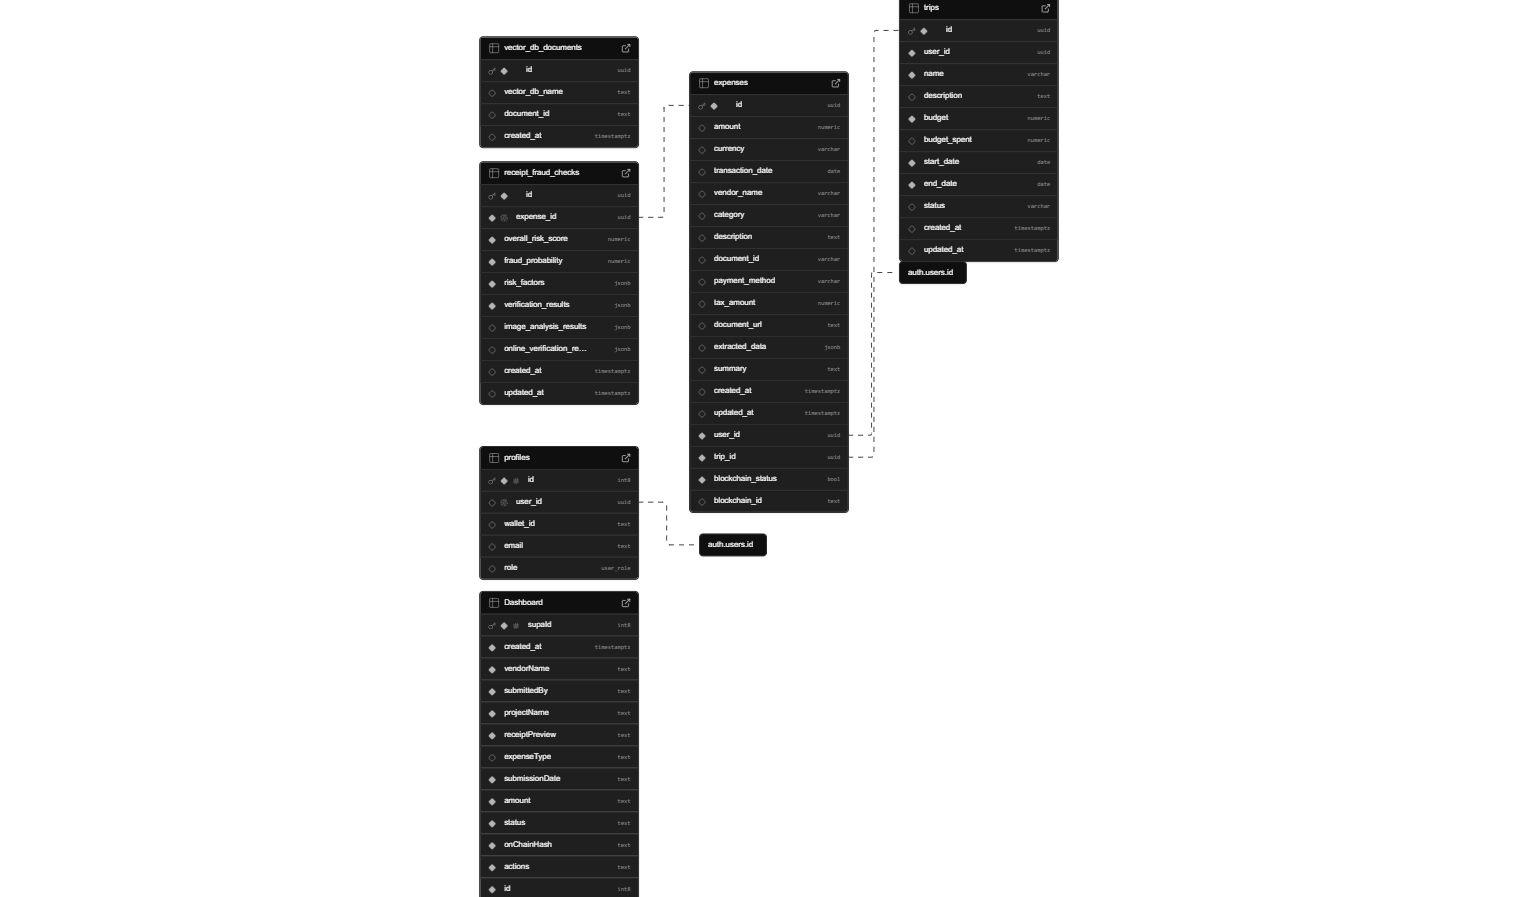 vector_db_documents
id uuid
vector_db_name text
document_id text
created_at timestamptz
receipt_fraud_checks
id uuid
expense_id uuid
overall_risk_score numeric
fraud_probability numeric
risk_factors jsonb
verification_results jsonb
image_analysis_results jsonb
online_verification_re... jsonb
created_at timestamptz
updated_at timestamptz
profiles
id int8
user_id uuid
wallet_id text
email text
role user_role
Dashboard
supaId int8
created_at timestamptz
vendorName text
submittedBy text
projectName text
receiptPreview text
expenseType text
submissionDate text
amount text
status text
onChainHash text
actions text
id int8
expenses
id uuid
amount numeric
currency varchar
transaction_date date
vendor_name varchar
category varchar
description text
document_id varchar
payment_method varchar
tax_amount numeric
document_url text
extracted_data jsonb
summary text
created_at timestamptz
updated_at timestamptz
user_id uuid
trip_id uuid
blockchain_status bool
blockchain_id text
auth.users.id
trips
id uuid
user_id uuid
name varchar
description text
budget numeric
budget_spent numeric
start_date date
end_date date
status varchar
created_at timestamptz
updated_at timestamptz
auth.users.id